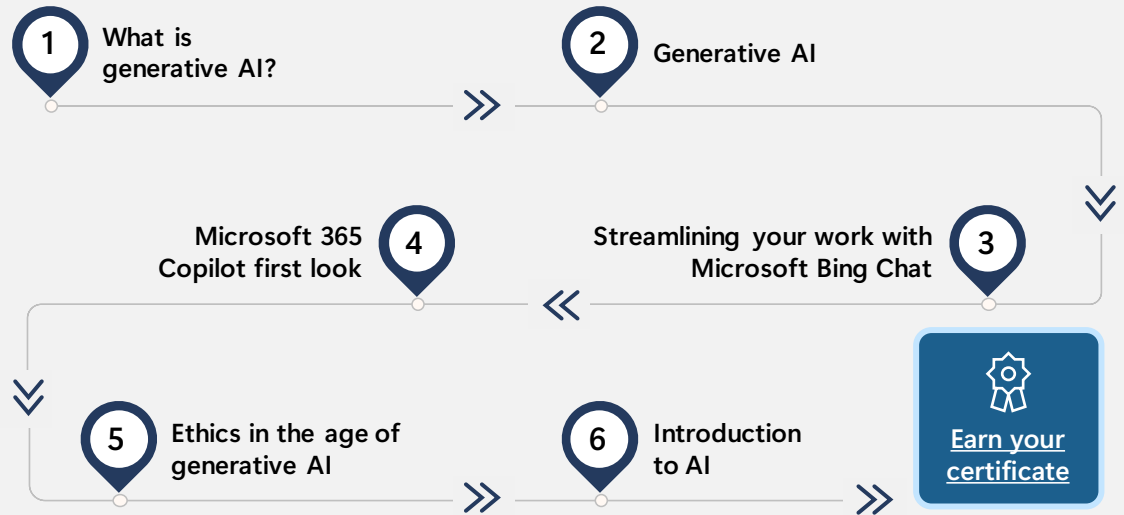 1
What is
generative AI?
2
Generative AI
3
Streamlining your work with
Microsoft Bing Chat
4
Microsoft 365
Copilot first look
5
Ethics in the age of
generative AI
6
Introduction
to AI
Earn your
certificate